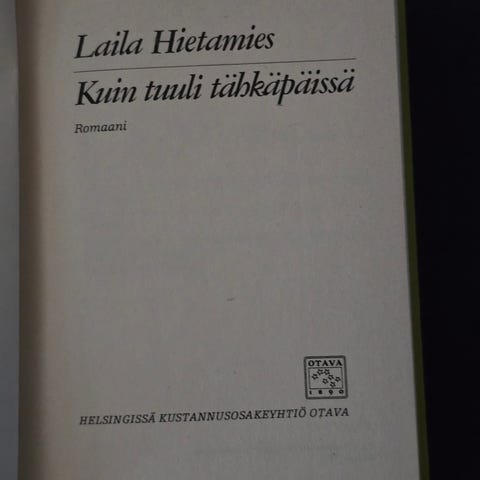 Laila Hietamies
Kuin tuuli tähkäpäissä
Romaani
OTAVA
1890
HELSINGISSÄ KUSTANNUSOSAKEYHTIÖ OTAVA